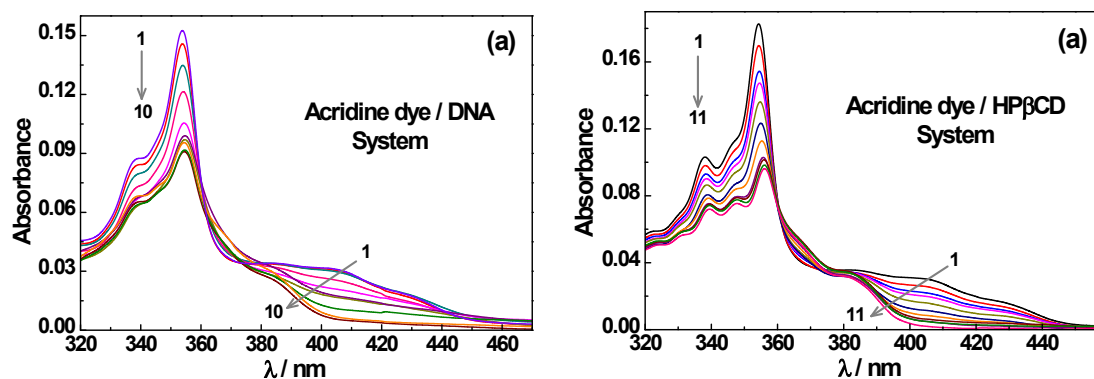 (a)
0.15
0.12
0.09
0.06
0.03
0.00
Absorbance
1
10
Acridine dye / DNA
System
1
10
320 340 360 380 400 420 440 460
λ / nm
(a)
0.16
0.12
0.08
0.04
0.00
Absorbance
1
11
Acridine dye / HPβCD
System
1
11
320 340 360 380 400 420 440
λ / nm